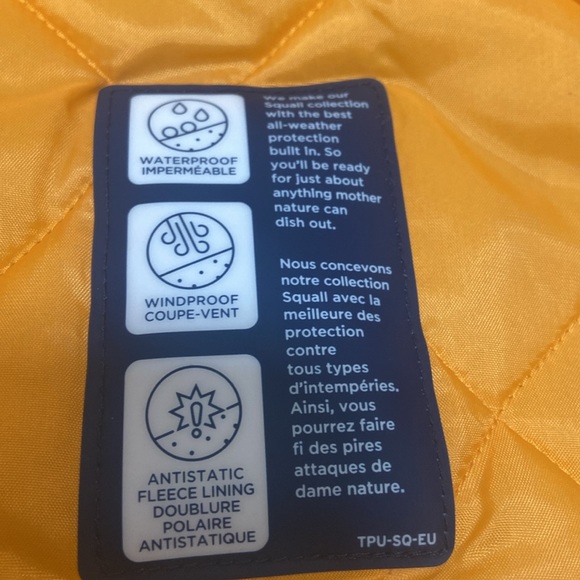 WATERPROOF
IMPERMÉABLE
WINDPROOF
COUPE-VENT
ANTISTATIC
FLEECE LINING
DOUBLURE
POLAIRE
ANTISTATIQUE
We make our
Squall collection
with the best
all-weather
protection
built in. So
you'll be ready
for just about
anything mother
nature can
dish out.
Nous concevons
notre collection
Squall avec la
meilleure des
protection
contre
tous types
d'intempéries.
Ainsi, vous
pourrez faire
fi des pires
attaques de
dame nature.
TPU-SQ-EU